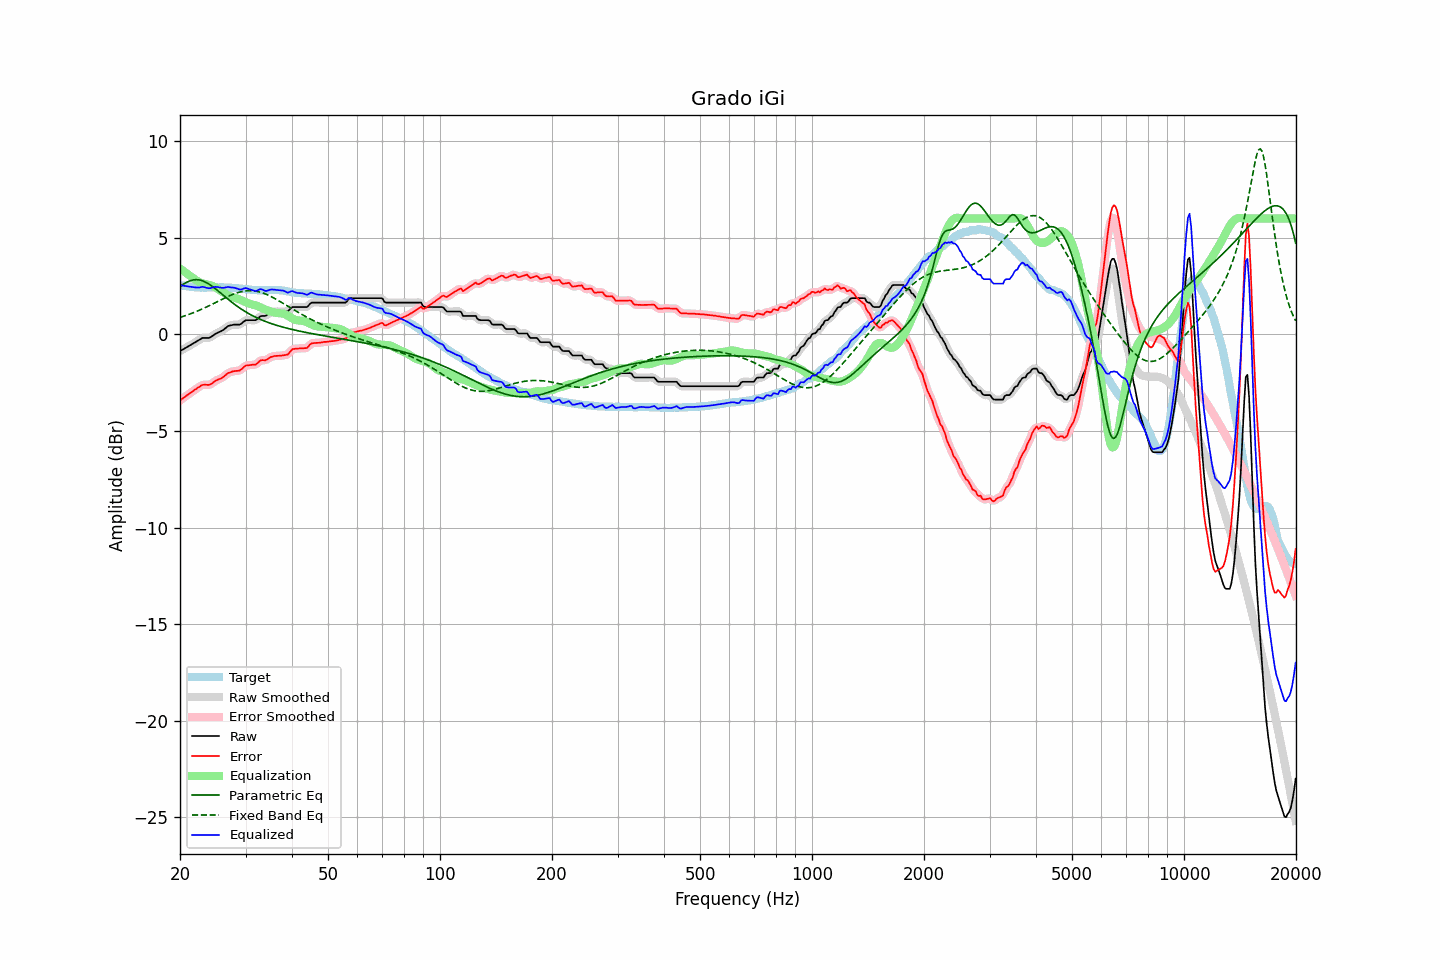 Grado iGi
Amplitude (dBr)
10
5
0
−5
−10
−15
−20
−25
Target
Raw Smoothed
Error Smoothed
Raw
Error
Equalization
Parametric Eq
Fixed Band Eq
Equalized
20 50 100 200 500 1000 2000 5000 10000 20000
Frequency (Hz)